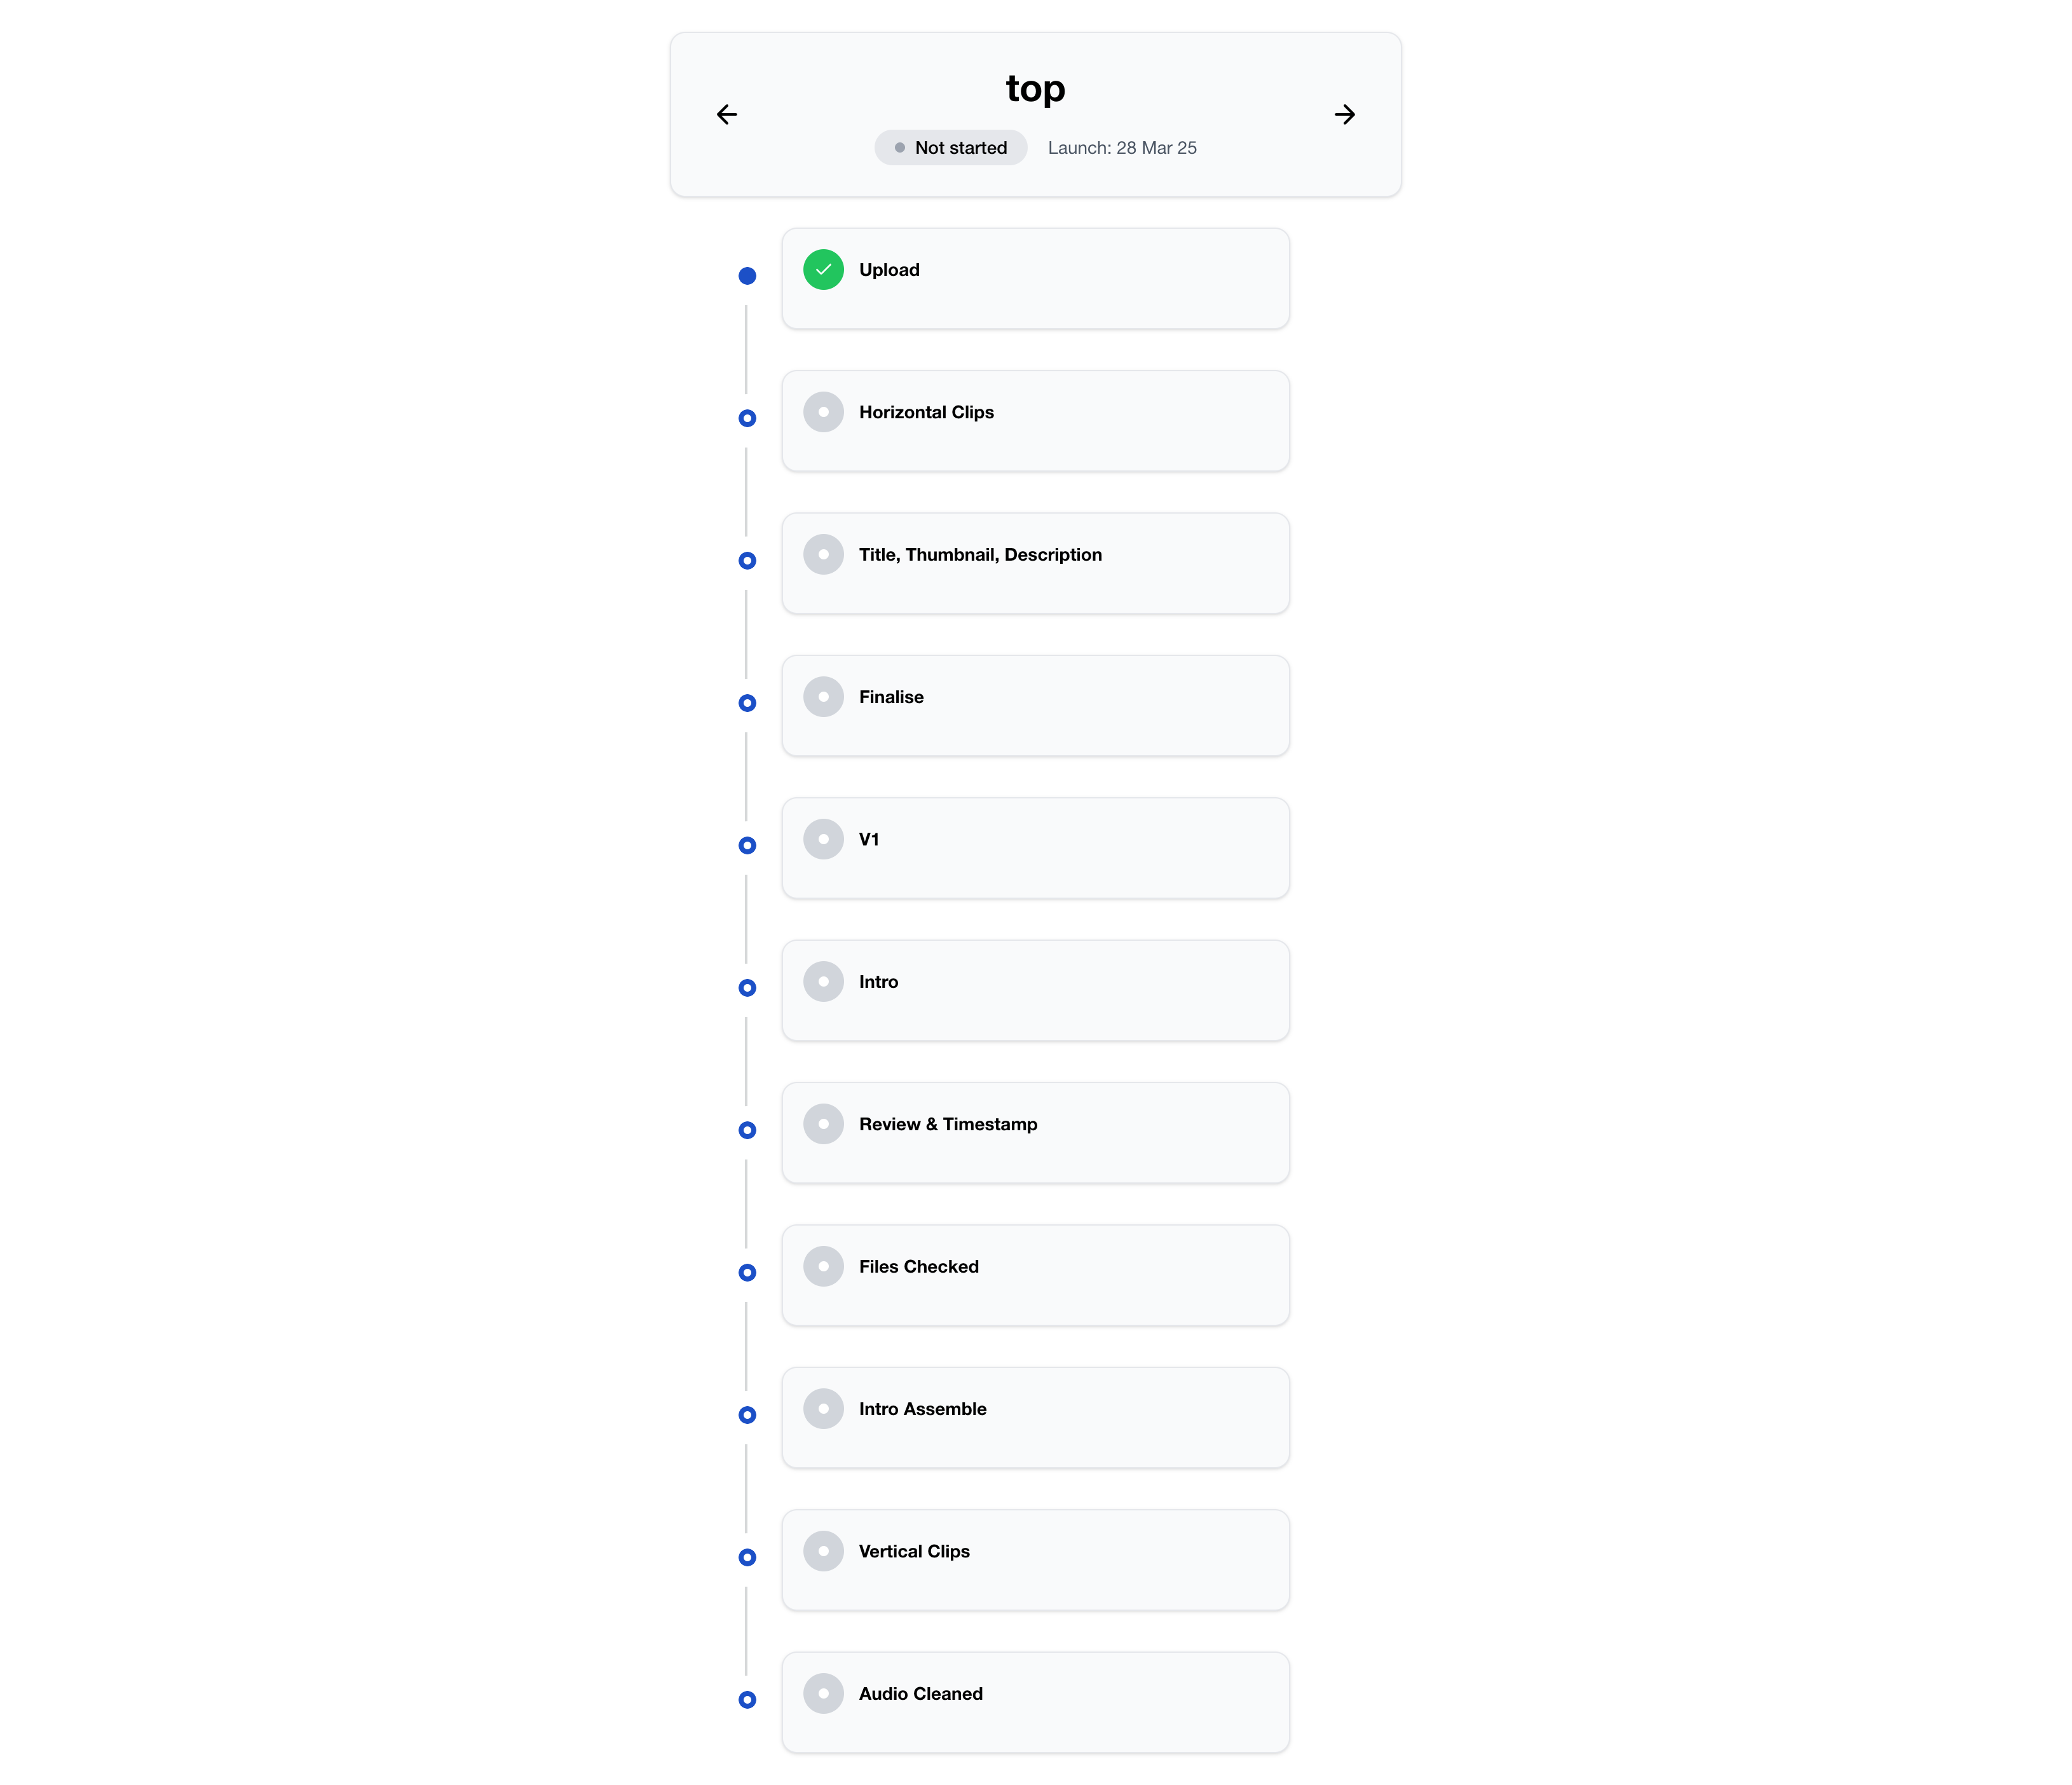 top
Not started Launch: 28 Mar 25
Upload
Horizontal Clips
Title, Thumbnail, Description
Finalise
V1
Intro
Review & Timestamp
Files Checked
Intro Assemble
Vertical Clips
Audio Cleaned